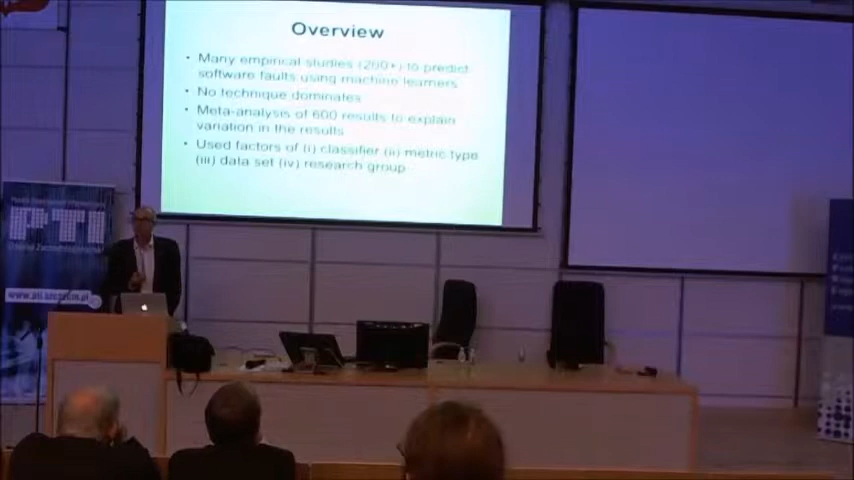 Overview
• Many empirical studies (200+) to predict
software faults using machine learners
• No technique dominates
• Meta-analysis of 600 results to explain
variation in the results
• Used factors of (i) classifier (ii) metric type
(iii) data set (iv) research group
PTI
www.pti.szczecin.pl